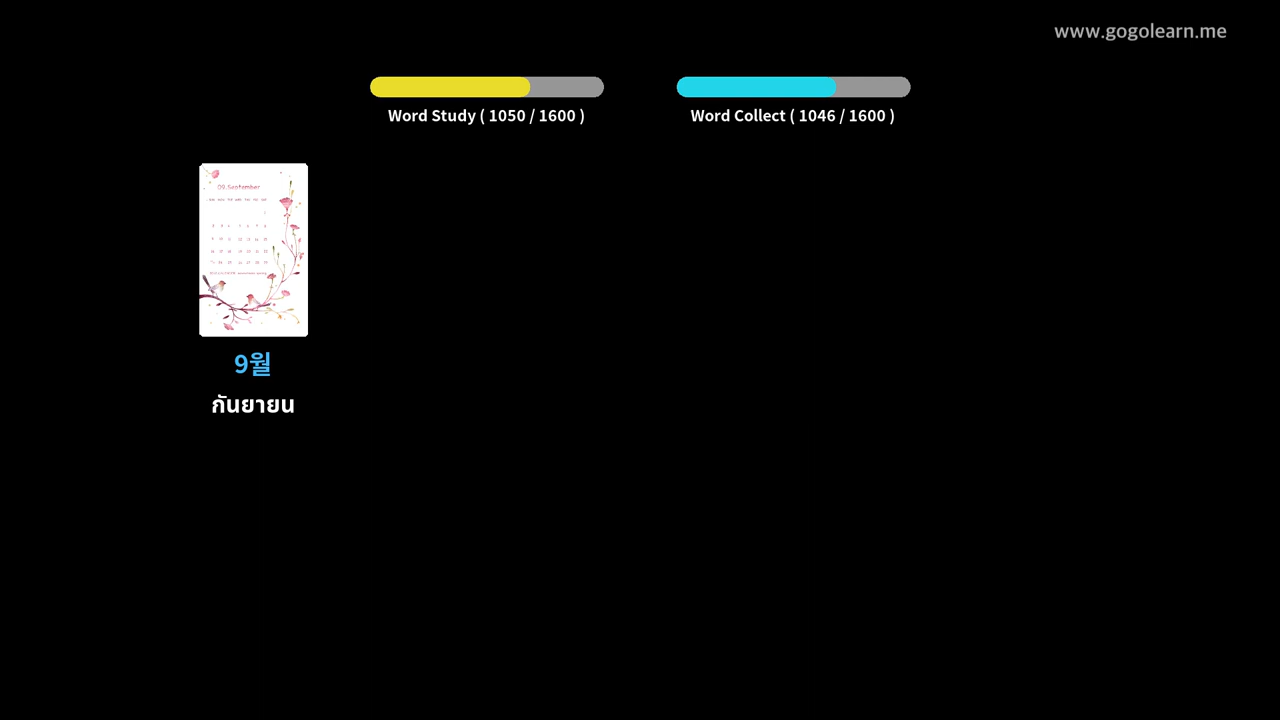 www.gogolearn.me
Word Study ( 1050 / 1600 )
Word Collect ( 1046 / 1600 )
09.September
9월
กันยายน